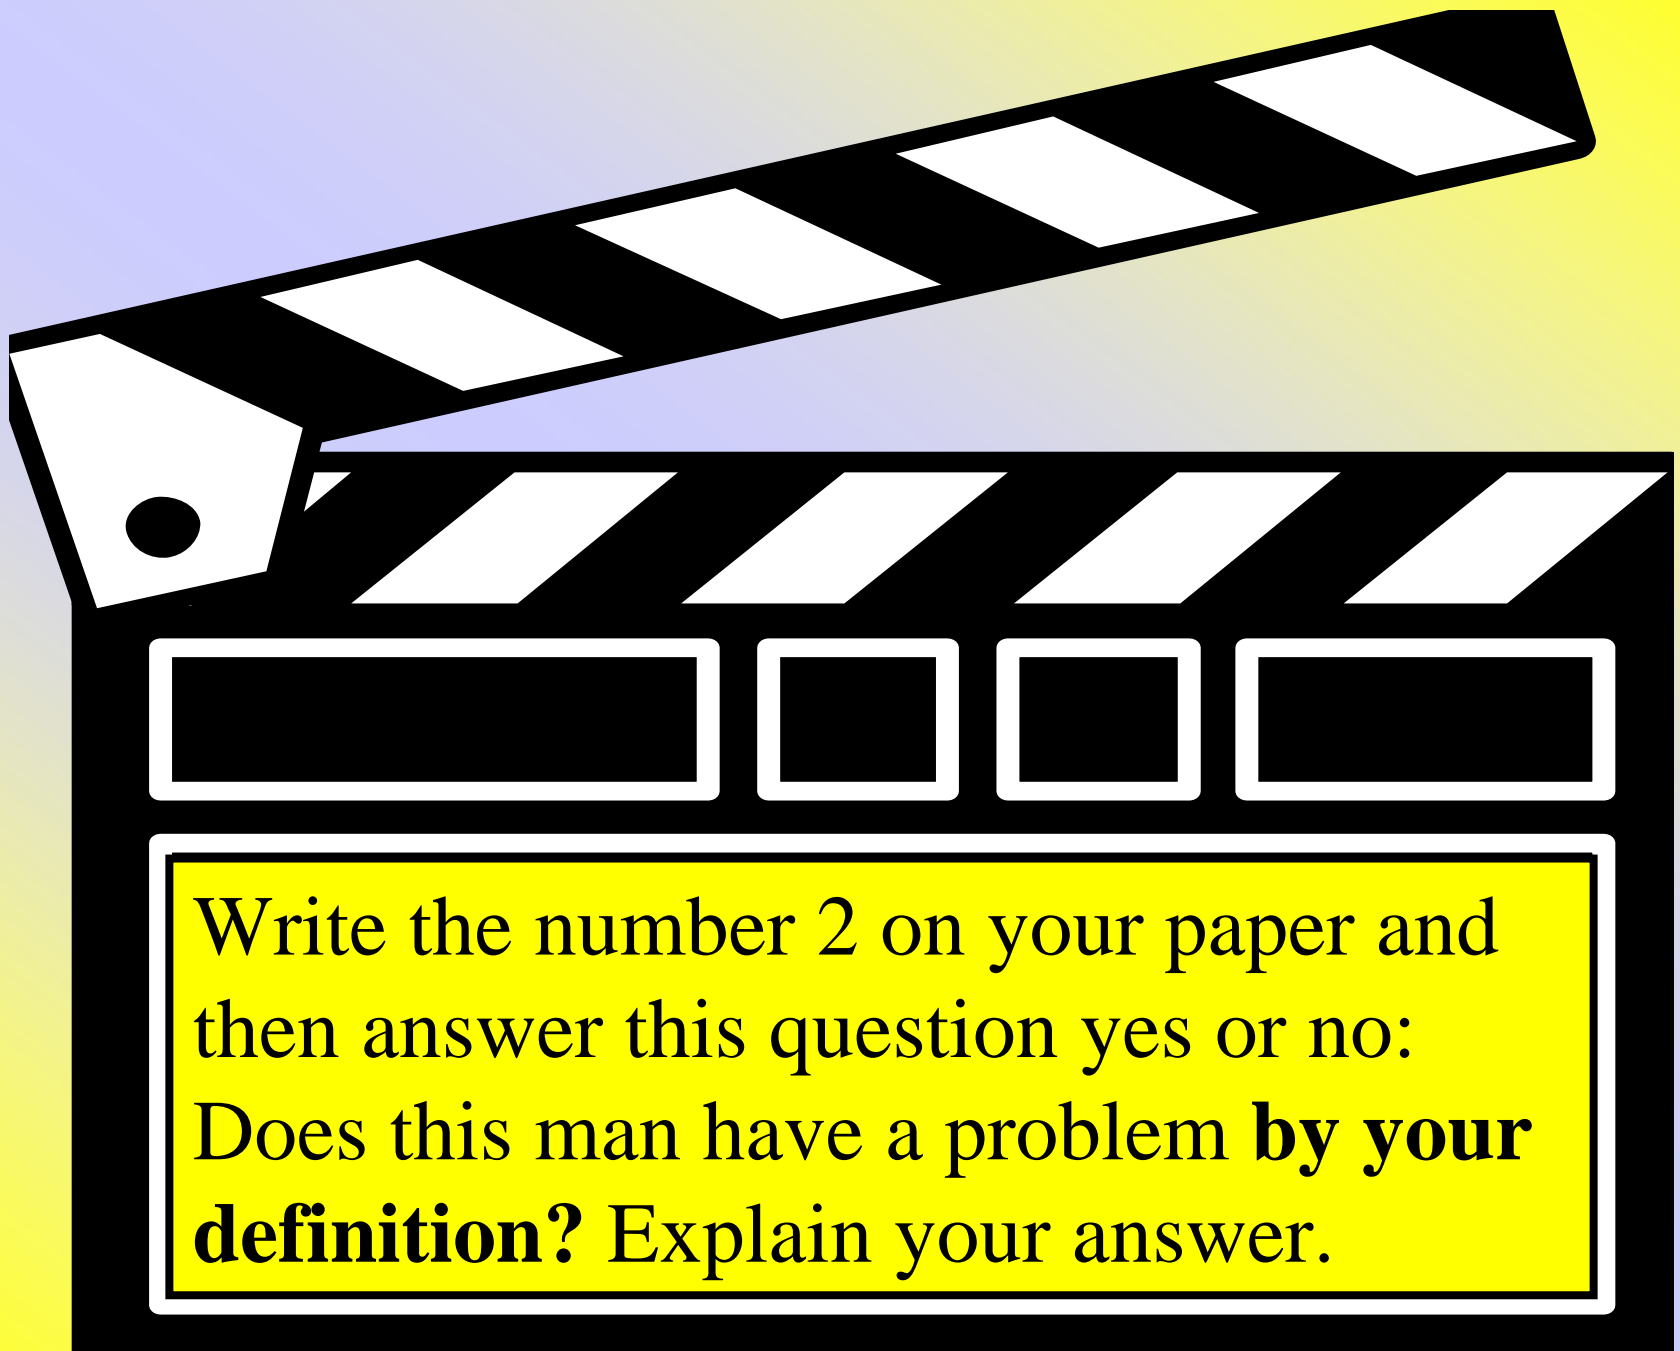 Write the number 2 on your paper and
then answer this question yes or no:
Does this man have a problem by your
definition? Explain your answer.